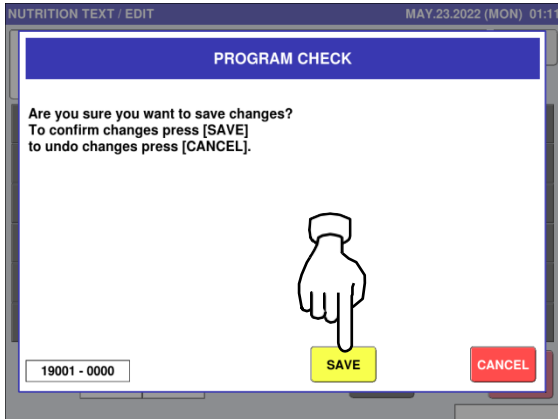 NUTRITION TEXT / EDIT MAY.23.2022 (MON) 01:11
PROGRAM CHECK
Are you sure you want to save changes?
To confirm changes press [SAVE]
to undo changes press [CANCEL].
19001 - 0000
SAVE
CANCEL